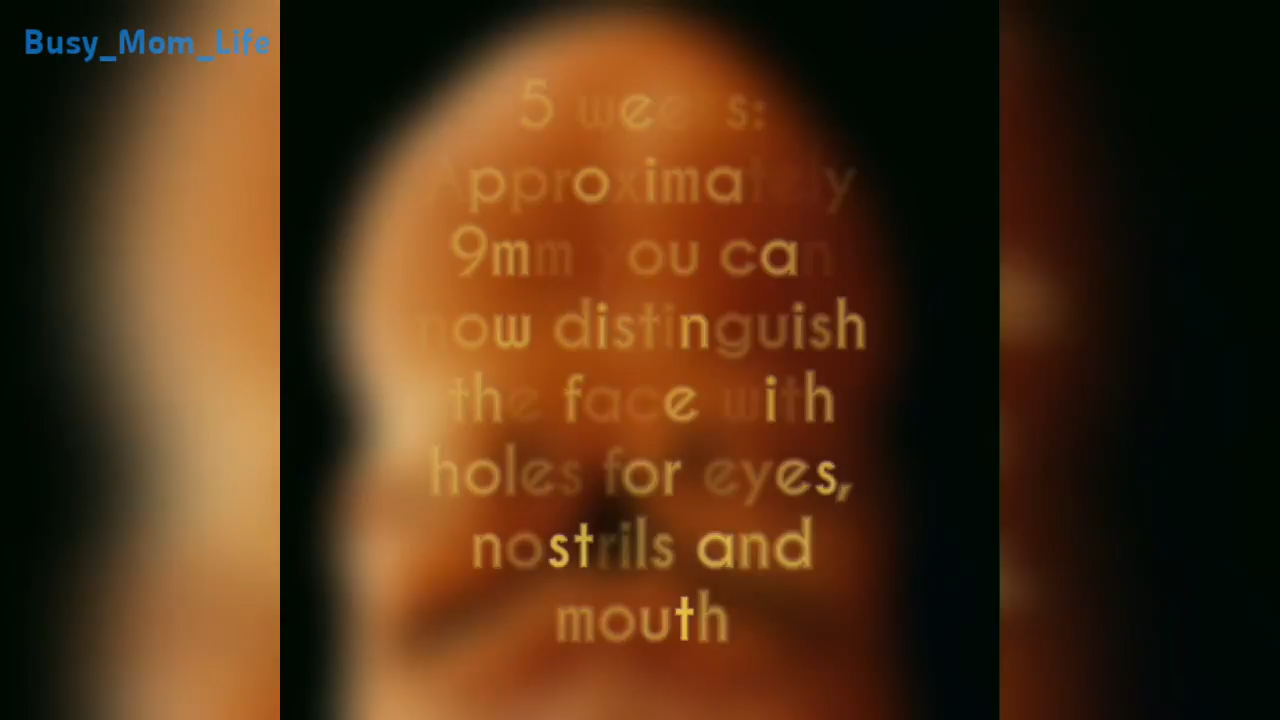 Busy_Mom_Life
5 weeks:
Approximately
9mm you can
now distinguish
the face with
holes for eyes,
nostrils and
mouth